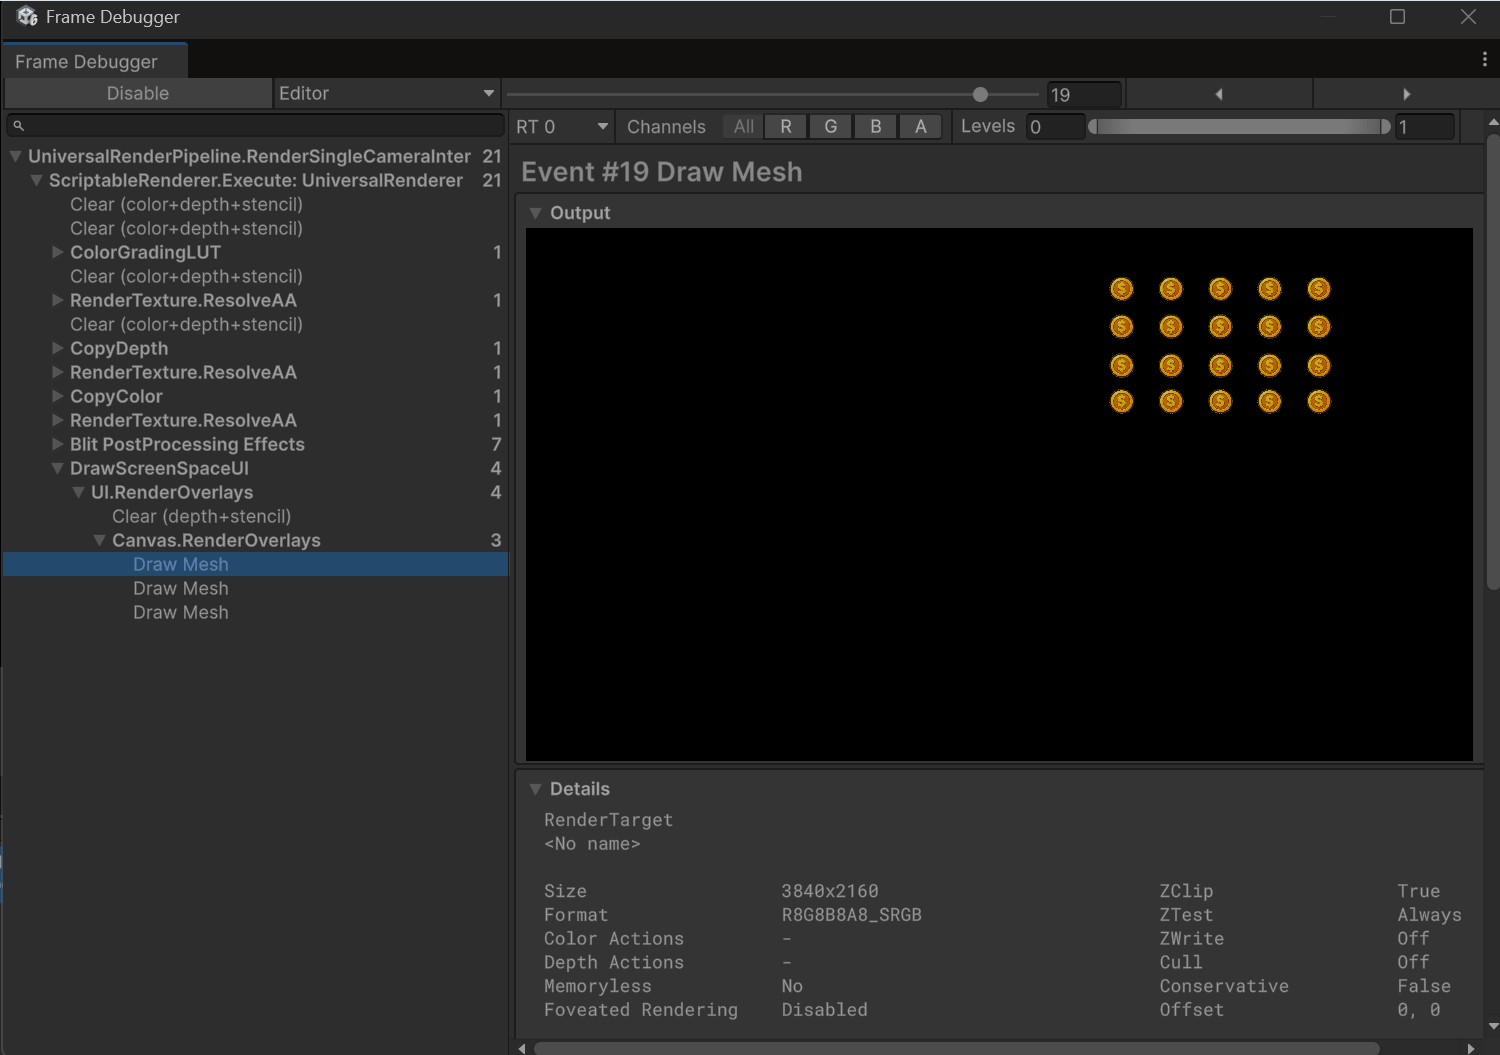 Frame Debugger
Frame Debugger
Disable
Editor
19
RT 0
Channels
All
R
G
B
A
Levels
0
1
UniversalRenderPipeline.RenderSingleCameraInter 21
ScriptableRenderer.Execute: UniversalRenderer 21
Clear (color+depth+stencil)
Clear (color+depth+stencil)
ColorGradingLUT 1
Clear (color+depth+stencil)
RenderTexture.ResolveAA 1
Clear (color+depth+stencil)
CopyDepth 1
RenderTexture.ResolveAA 1
CopyColor 1
RenderTexture.ResolveAA 1
Blit PostProcessing Effects 7
DrawScreenSpaceUI 4
UI.RenderOverlays 4
Clear (depth+stencil)
Canvas.RenderOverlays 3
Draw Mesh
Draw Mesh
Draw Mesh
Event #19 Draw Mesh
Output
$ $ $ $ $
$ $ $ $ $
$ $ $ $ $
$ $ $ $ $
Details
RenderTarget
<No name>
Size 3840x2160 ZClip True
Format R8G8B8A8_SRGB ZTest Always
Color Actions - ZWrite Off
Depth Actions - Cull Off
Memoryless No Conservative False
Foveated Rendering Disabled Offset 0, 0